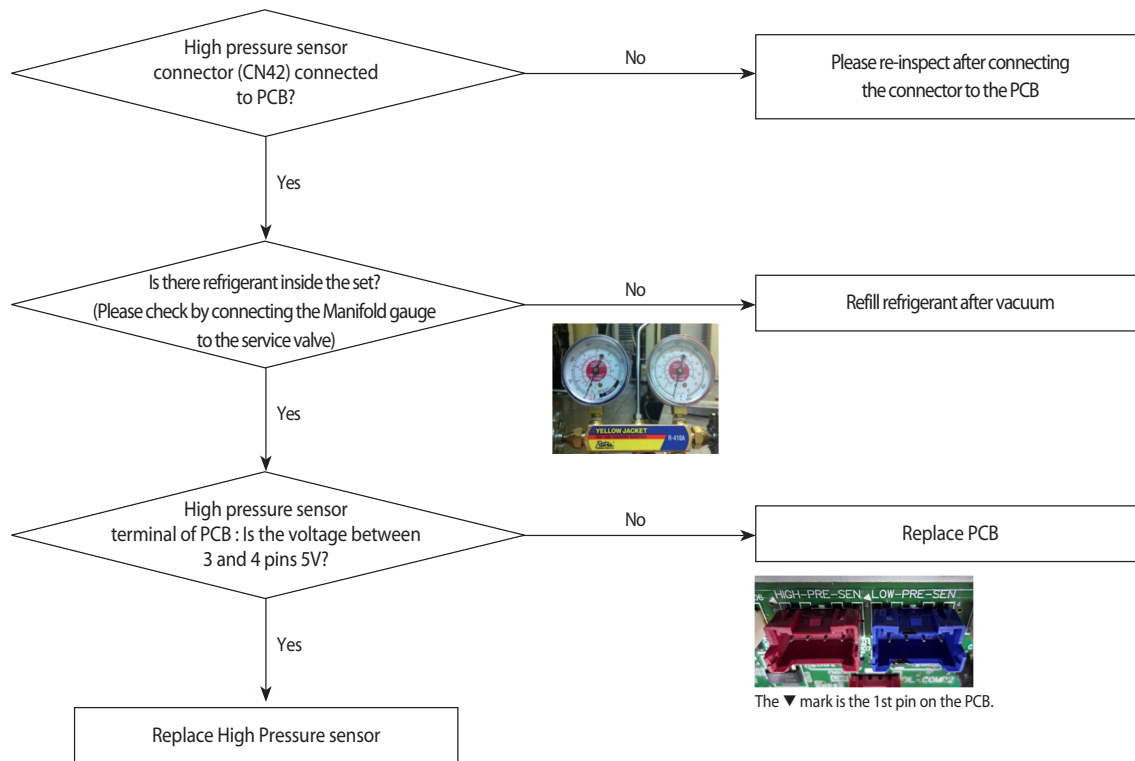 High pressure sensor
connector (CN42) connected
to PCB?
No
Please re-inspect after connecting
the connector to the PCB
Yes
Is there refrigerant inside the set?
(Please check by connecting the Manifold gauge
to the service valve)
No
Refill refrigerant after vacuum
YELLOW JACKET
R-410A
Yes
High pressure sensor
terminal of PCB : Is the voltage between
3 and 4 pins 5V?
No
Replace PCB
HIGH-PRE-SEN LOW-PRE-SEN
The ▼ mark is the 1st pin on the PCB.
Yes
Replace High Pressure sensor